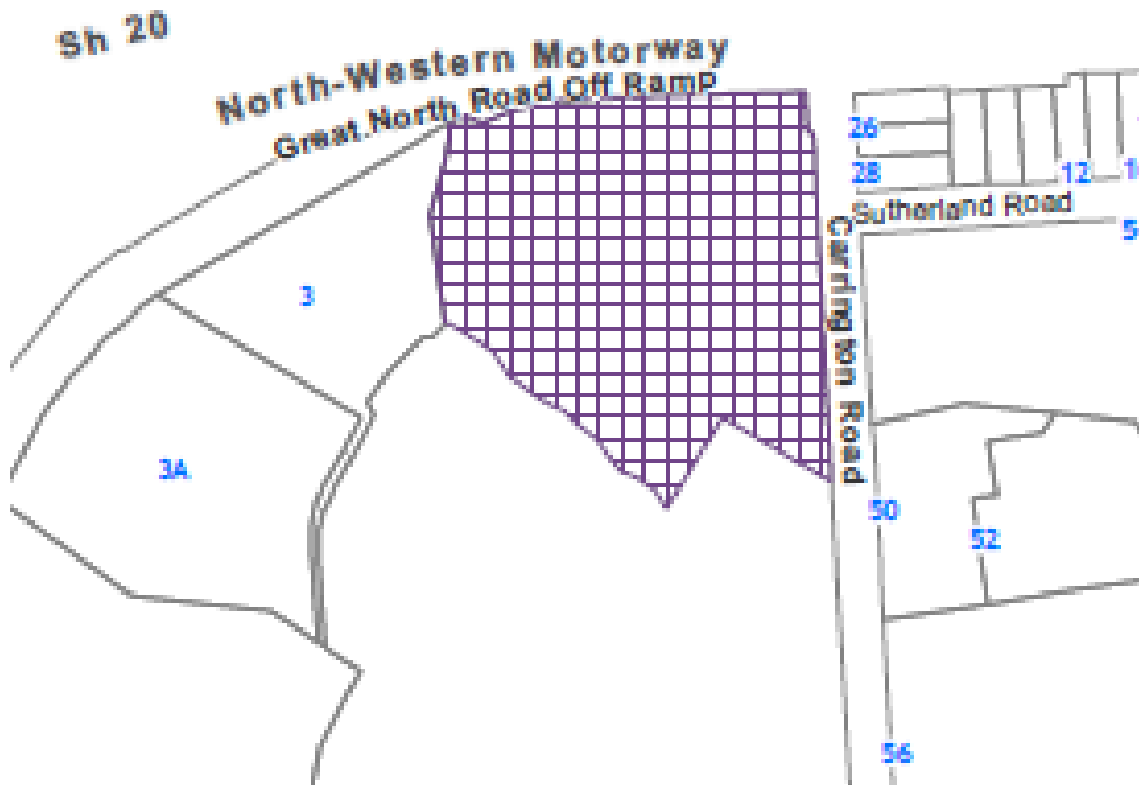 Sh 20
North-Western Motorway
Great North Road Off Ramp
26
28
12
Sutherland Road
5
Carrington Road
3
3A
50
52
56